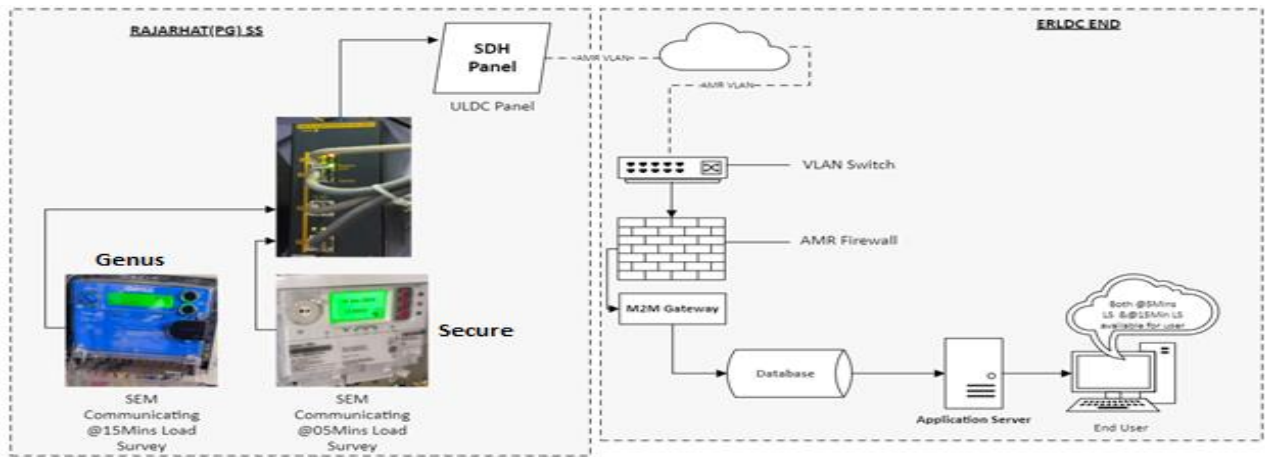 RAJARHAT(PG) SS
ERLDC END
SDH
Panel
ULDC Panel
AMR VLAN
AMR VLAN
VLAN Switch
AMR Firewall
M2M Gateway
Database
Application Server
Both @5Mins
LS &@15Min LS
available for user
End User
Genus
Secure
SEM
Communicating
@15Mins Load
Survey
SEM
Communicating
@05Mins Load
Survey